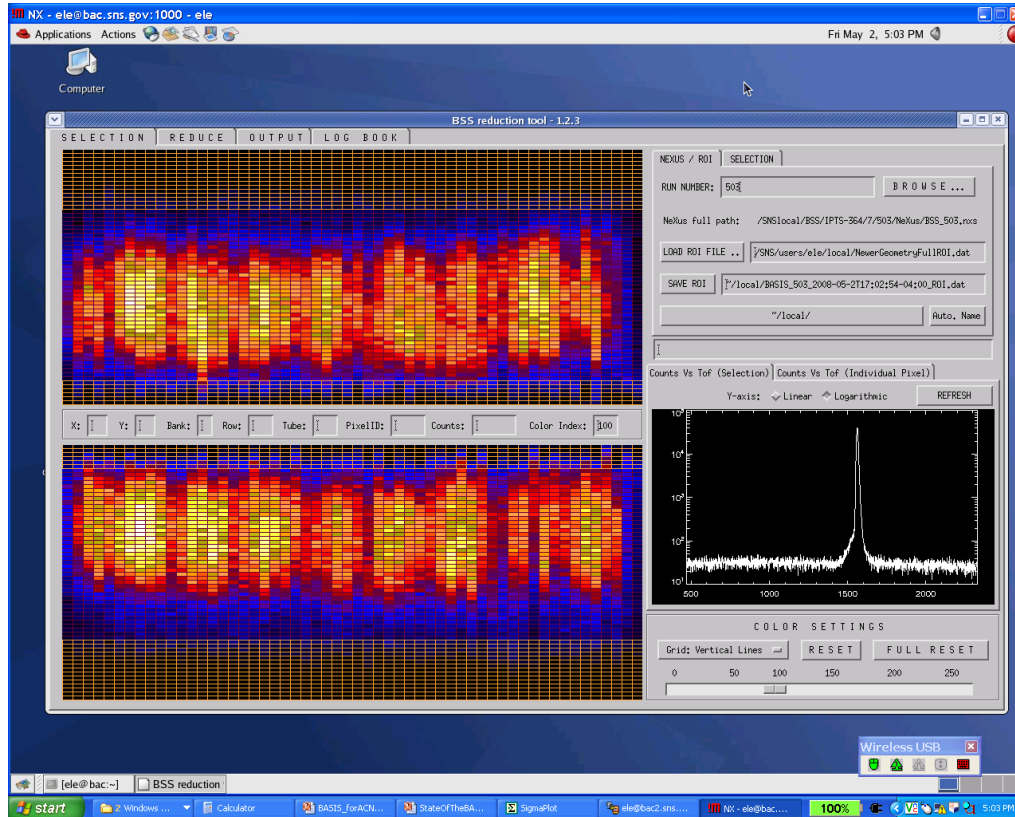 NX - ele@bac.sns.gov:1000 - ele
Applications Actions Fri May 2, 5:03 PM
Computer
BSS reduction tool - 1.2.3
SELECTION REDUCE OUTPUT LOG BOOK
NEXUS / ROI SELECTION
RUN NUMBER: 503 BROWSE...
NeXus full path: /SNSlocal/BSS/IPTS-364/7/503/NeXus/BSS_503.nxs
LOAD ROI FILE .. /SNS/users/ele/local/NewerGeometryFullROI.dat
SAVE ROI ~/local/BASIS_503_2008-05-2T17:02:54-04:00_ROI.dat
~/local/ Auto. Name
Counts Vs Tof (Selection) Counts Vs Tof (Individual Pixel)
Y-axis: Linear Logarithmic REFRESH
X: Y: Bank: Row: Tube: PixelID: Counts: Color Index: 100
10⁵
10⁴
10³
10²
10¹
500 1000 1500 2000
COLOR SETTINGS
Grid: Vertical Lines RESET FULL RESET
0 50 100 150 200 250
Wireless USB
[ele@bac:~] BSS reduction
start 2 Windows ... Calculator BASIS_forACN... StateOfTheBA... SigmaPlot ele@bac2.sns.... NX - ele@bac.... 100% 5:03 PM